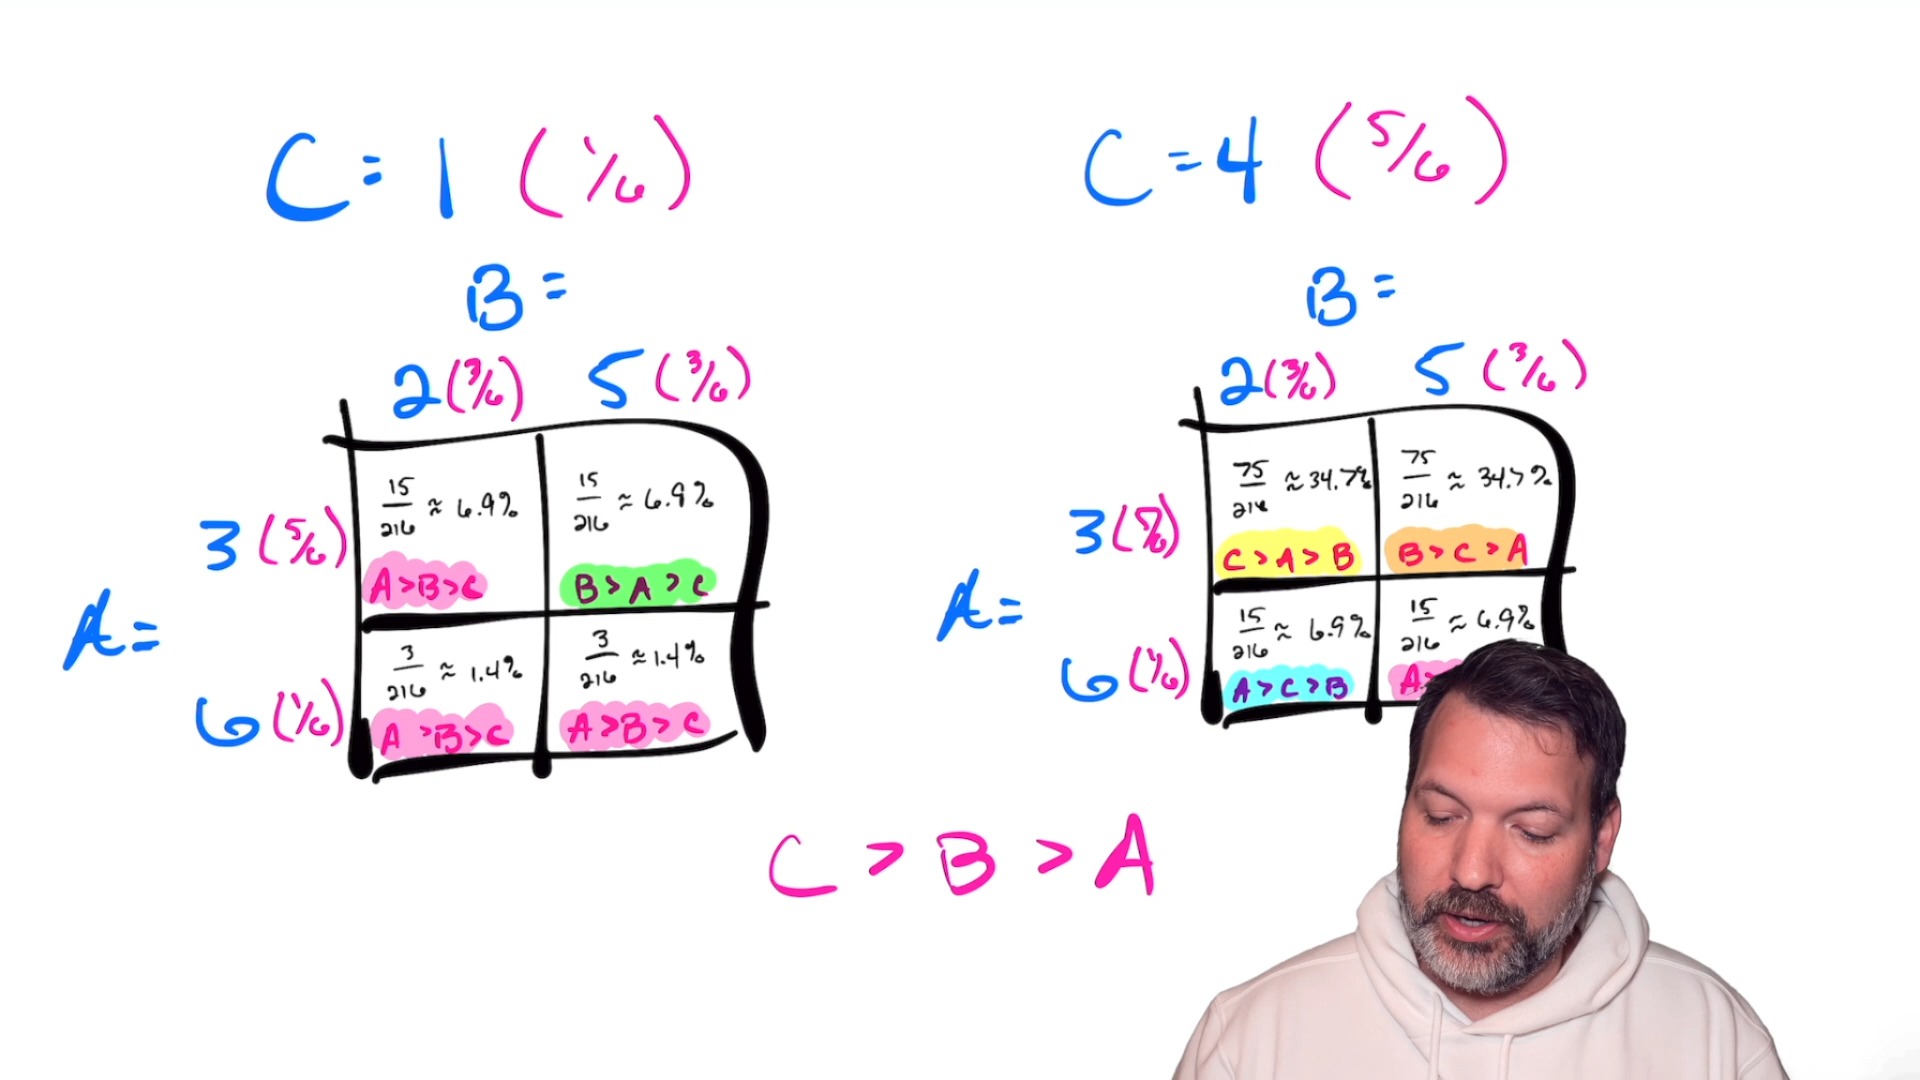 C = 1 (1/6)
B =
2 (3/6) 5 (3/6)
A =
3 (5/6)
15/216 ≈ 6.9%
A > B > C
15/216 ≈ 6.9%
B > A > C
6 (1/6)
3/216 ≈ 1.4%
A > B > C
3/216 ≈ 1.4%
A > B > C
C = 4 (5/6)
B =
2 (3/6) 5 (3/6)
A =
3 (5/6)
75/216 ≈ 34.7%
C > A > B
75/216 ≈ 34.7%
B > C > A
6 (1/6)
15/216 ≈ 6.9%
A > C > B
15/216 ≈ 6.9%
A >
C > B > A